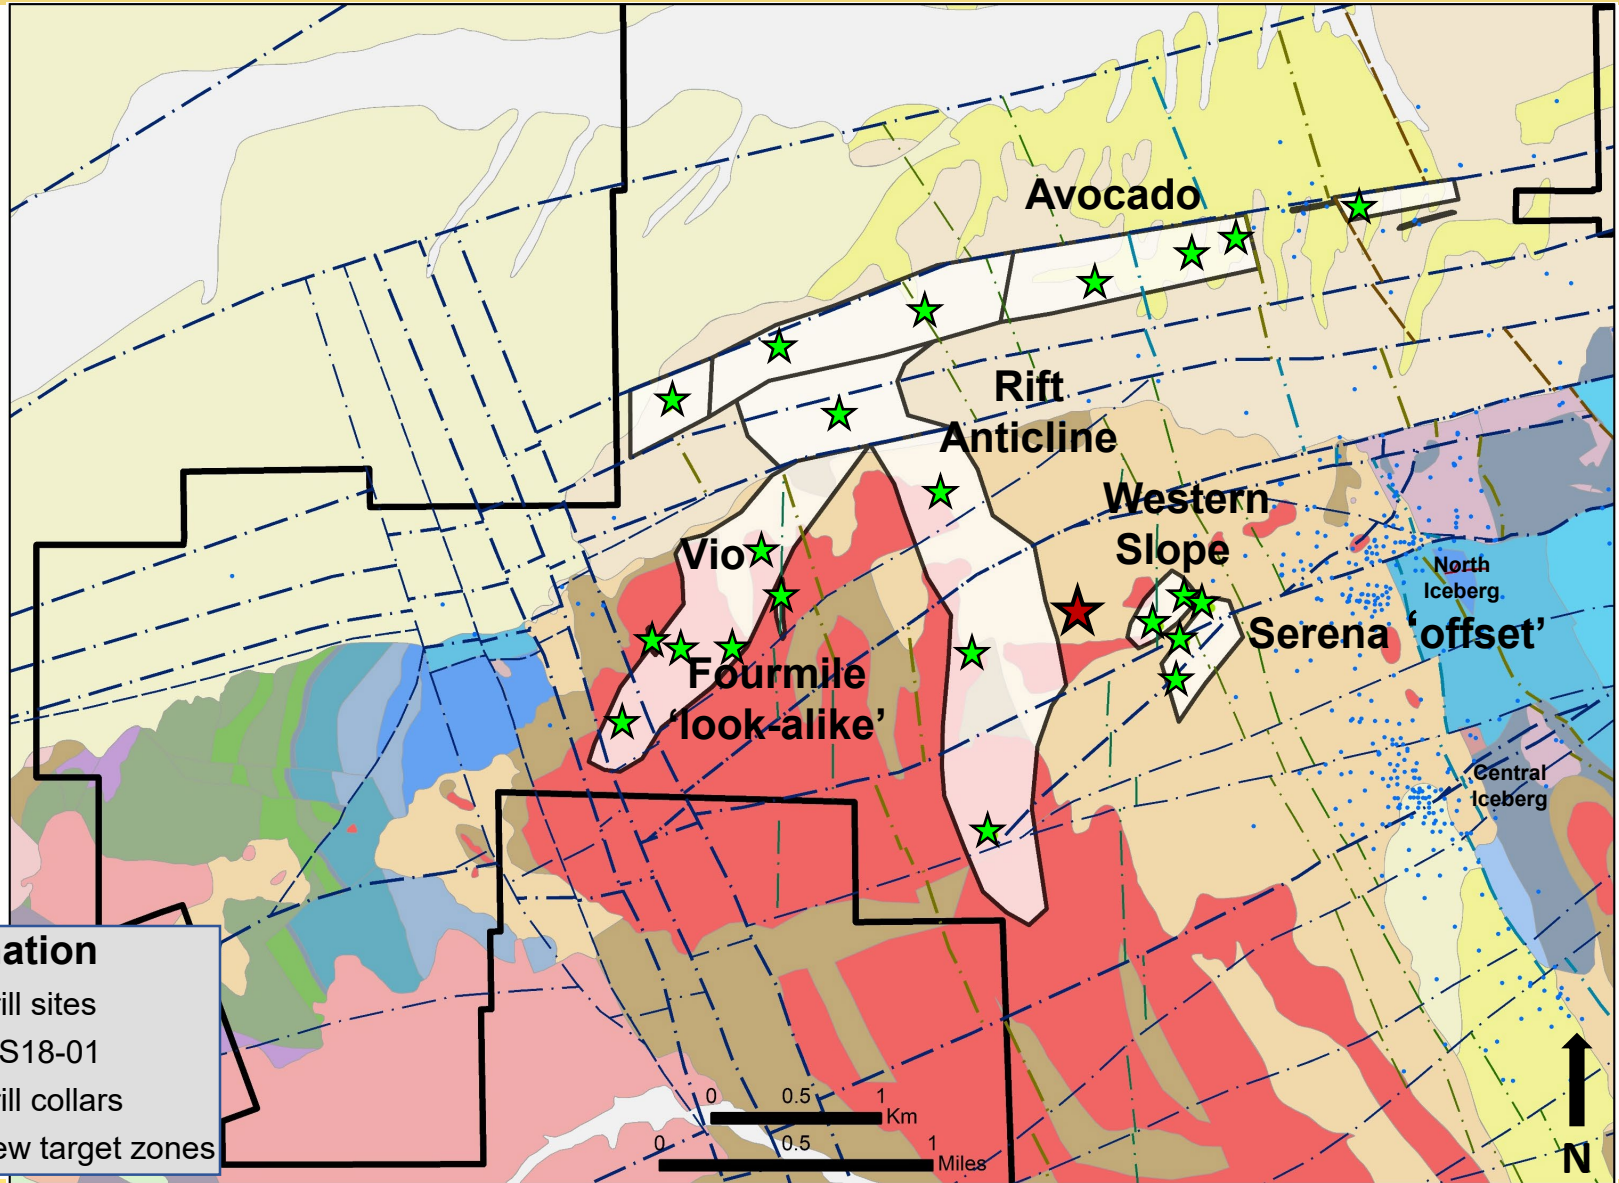 Avocado
Rift
Anticline
Western
Slope
Vio
North
Iceberg
Serena ‘offset’
Fourmile
‘look-alike’
Central
Iceberg
ation
ill sites
S18-01
ill collars
ew target zones
0 0.5 1
Km
0 0.5 1
Miles
N